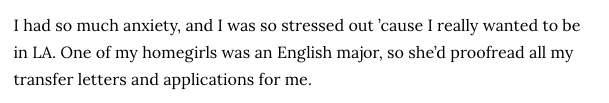 I had so much anxiety, and I was so stressed out ’cause I really wanted to be
in LA. One of my homegirls was an English major, so she’d proofread all my
transfer letters and applications for me.